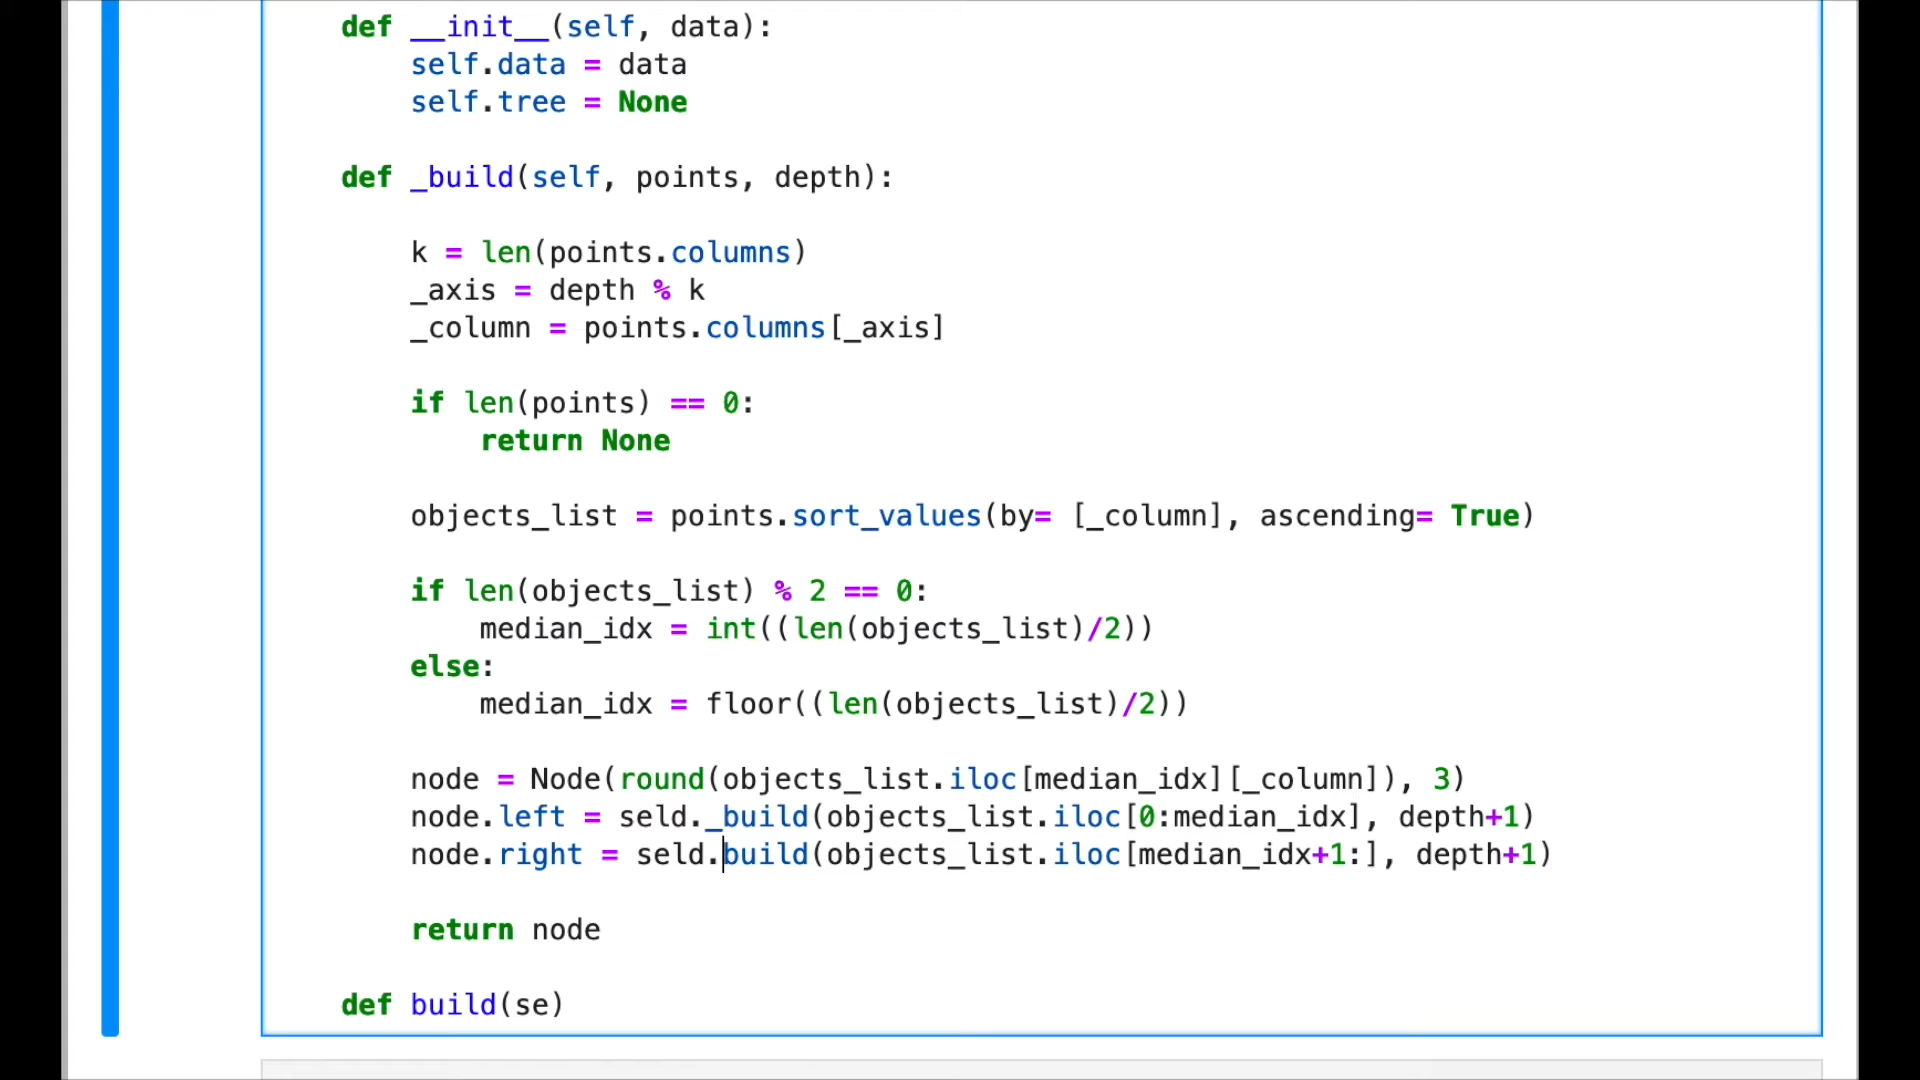 def __init__(self, data):
self.data = data
self.tree = None
def _build(self, points, depth):
k = len(points.columns)
_axis = depth % k
_column = points.columns[_axis]
if len(points) == 0:
return None
objects_list = points.sort_values(by= [_column], ascending= True)
if len(objects_list) % 2 == 0:
median_idx = int((len(objects_list)/2))
else:
median_idx = floor((len(objects_list)/2))
node = Node(round(objects_list.iloc[median_idx][_column]), 3)
node.left = seld._build(objects_list.iloc[0:median_idx], depth+1)
node.right = seld.build(objects_list.iloc[median_idx+1:], depth+1)
return node
def build(se)